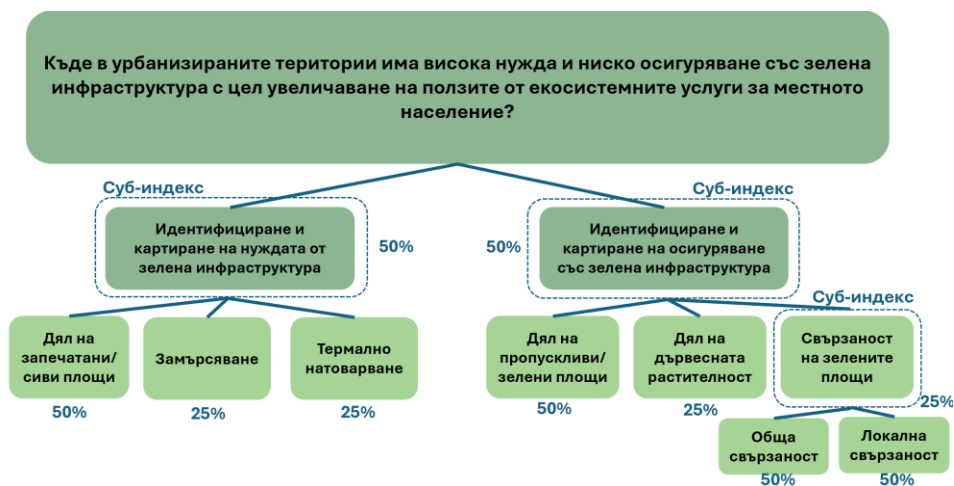 Къде в урбанизираните територии има висока нужда и ниско осигуряване със зелена
инфраструктура с цел увеличаване на ползите от екосистемните услуги за местното
население?
Суб-индекс
Идентифициране и
картиране на нуждата от
зелена инфраструктура
50%
Суб-индекс
50%
Идентифициране и
картиране на осигуряване
със зелена инфраструктура
Дял на
запечатани/
сиви площи
50%
Замърсяване
25%
Термално
натоварване
25%
Дял на
пропускливи/
зелени площи
50%
Дял на
дървесната
растителност
25%
Суб-индекс
Свързаност
на зелените
площи
25%
Обща
свързаност
50%
Локална
свързаност
50%